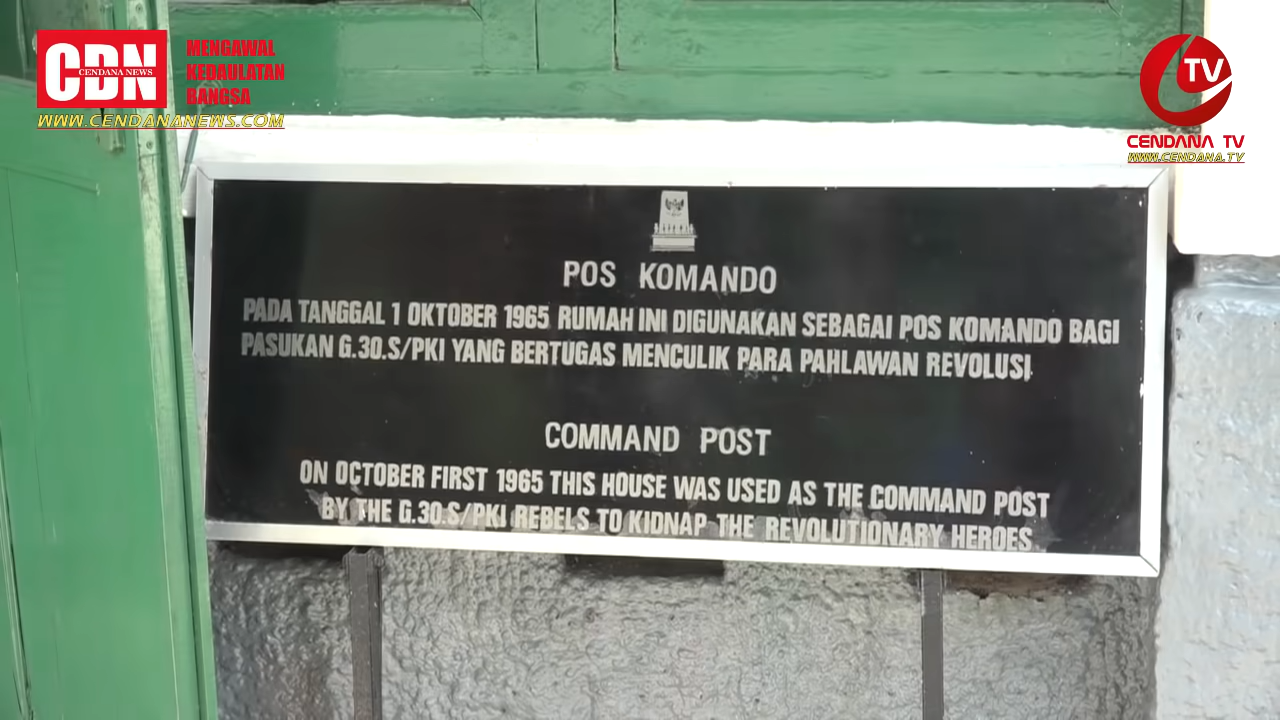 CDN
CENDANA NEWS
MENGAWAL
KEDAULATAN
BANGSA
WWW.CENDANANEWS.COM
TV
CENDANA TV
WWW.CENDANA.TV
POS KOMANDO
PADA TANGGAL 1 OKTOBER 1965 RUMAH INI DIGUNAKAN SEBAGAI POS KOMANDO BAGI
PASUKAN G.30.S/PKI YANG BERTUGAS MENCULIK PARA PAHLAWAN REVOLUSI
COMMAND POST
ON OCTOBER FIRST 1965 THIS HOUSE WAS USED AS THE COMMAND POST
BY THE G.30.S/PKI REBELS TO KIDNAP THE REVOLUTIONARY HEROES.